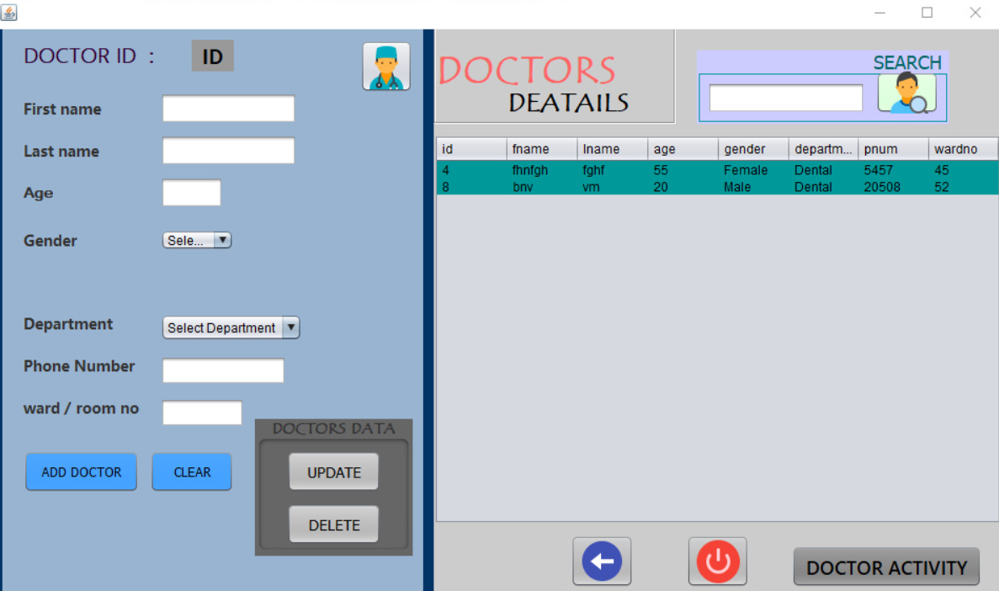 DOCTOR ID : ID
First name
Last name
Age
Gender Sele...
Department Select Department
Phone Number
ward / room no
DOCTORS DATA
ADD DOCTOR CLEAR UPDATE
DELETE
DOCTORS
DEATAILS
SEARCH
id fname lname age gender departm... pnum wardno
4 fhnfgh fghf 55 Female Dental 5457 45
8 bnv vm 20 Male Dental 20508 52
DOCTOR ACTIVITY